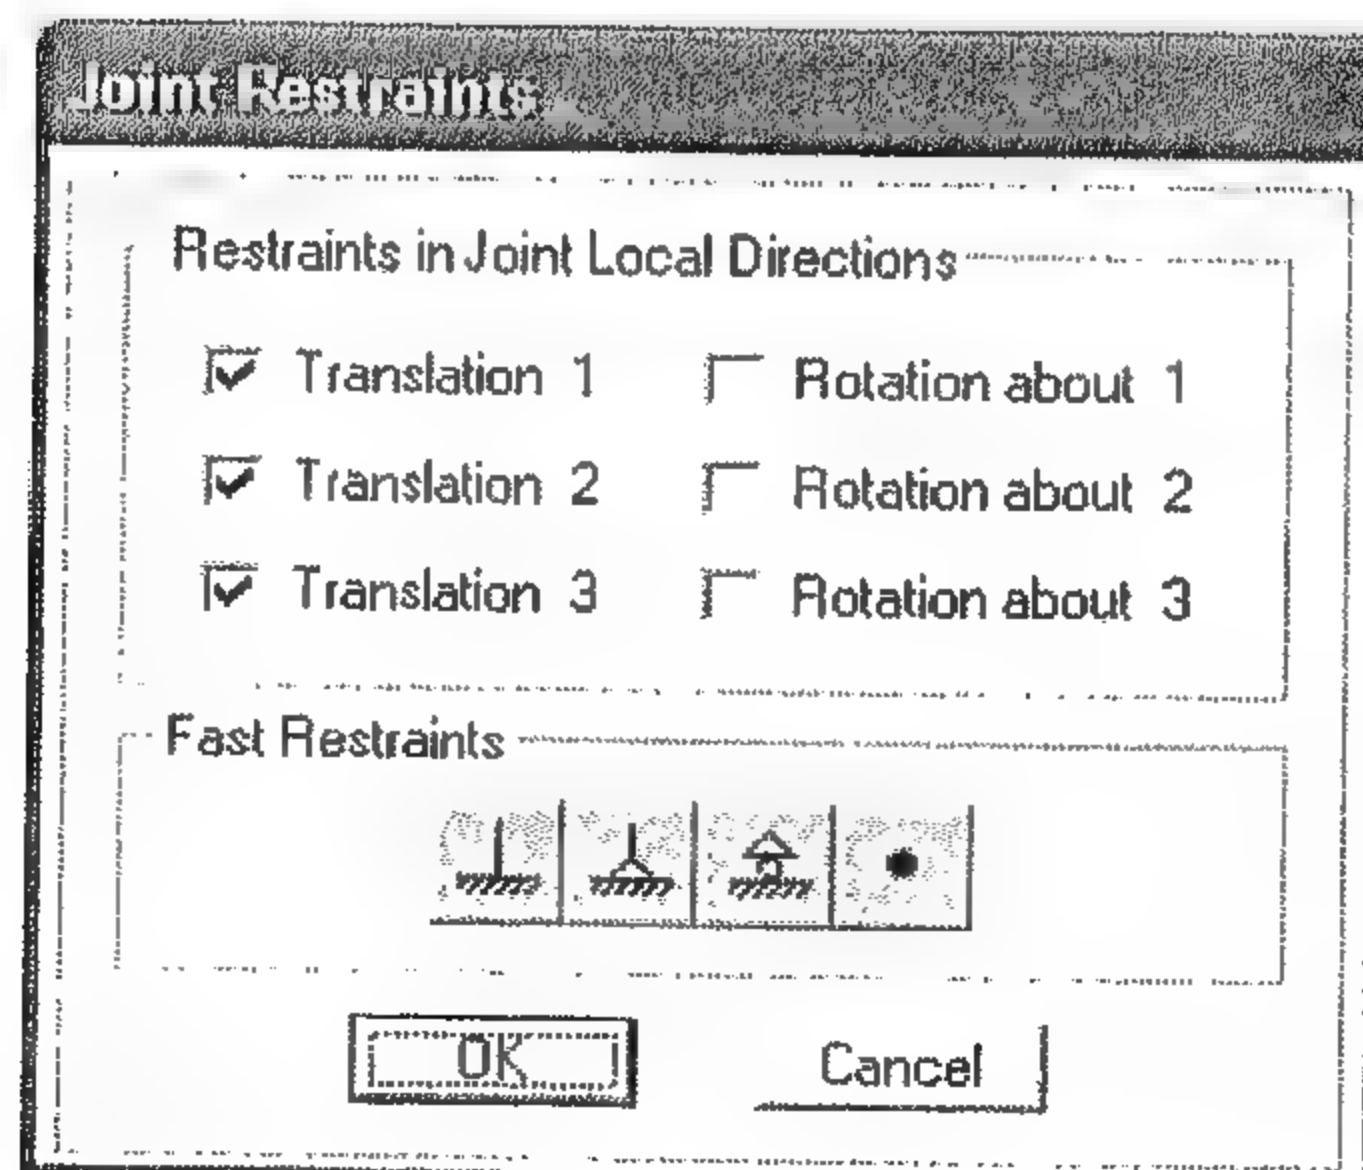 Joint Restraints
Restraints in Joint Local Directions
Translation 1 Rotation about 1
Translation 2 Rotation about 2
Translation 3 Rotation about 3
Fast Restraints
OK Cancel